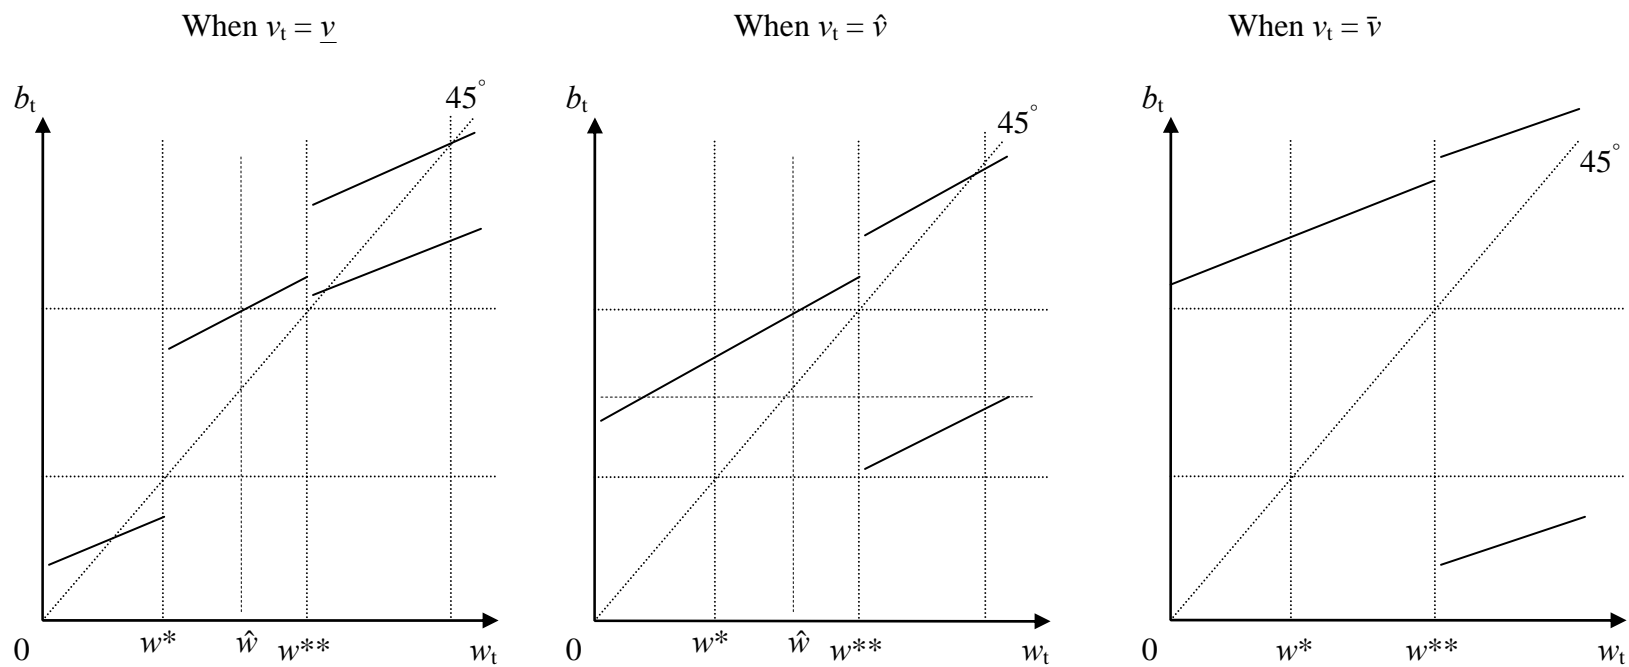 When vt = v̲
When vt = v̂
When vt = v̄
bt
45°
bt
45°
bt
45°
0
w*
ŵ
w**
wt
0
w*
ŵ
w**
wt
0
w*
w**
wt